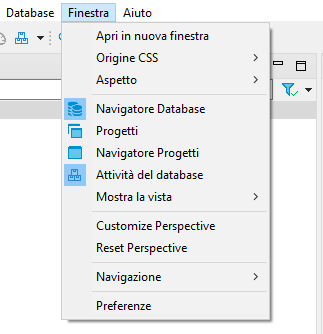 Database Finestra Aiuto
Apri in nuova finestra
Origine CSS
Aspetto
Navigatore Database
Progetti
Navigatore Progetti
Attività del database
Mostra la vista
Customize Perspective
Reset Perspective
Navigazione
Preferenze